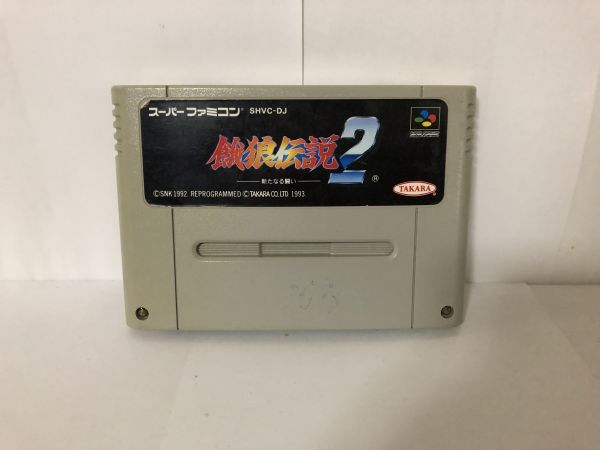 スーパーファミコン® SHVC-DJ
餓狼伝説2®
新たなる闘い
©SNK 1992 REPROGRAMMED ©TAKARA CO.,LTD. 1993.
TAKARA